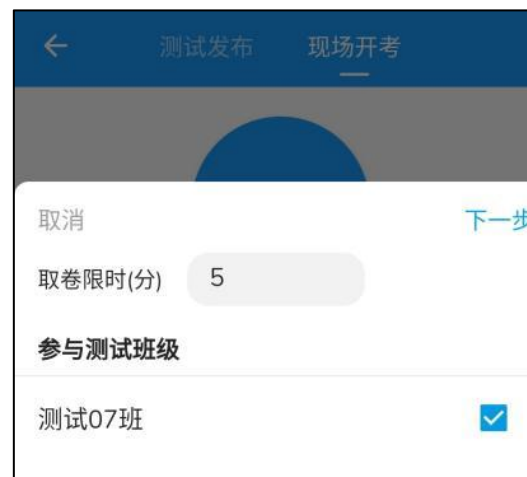 测试发布 现场开考
取消 下一步
取卷限时(分) 5
参与测试班级
测试07班